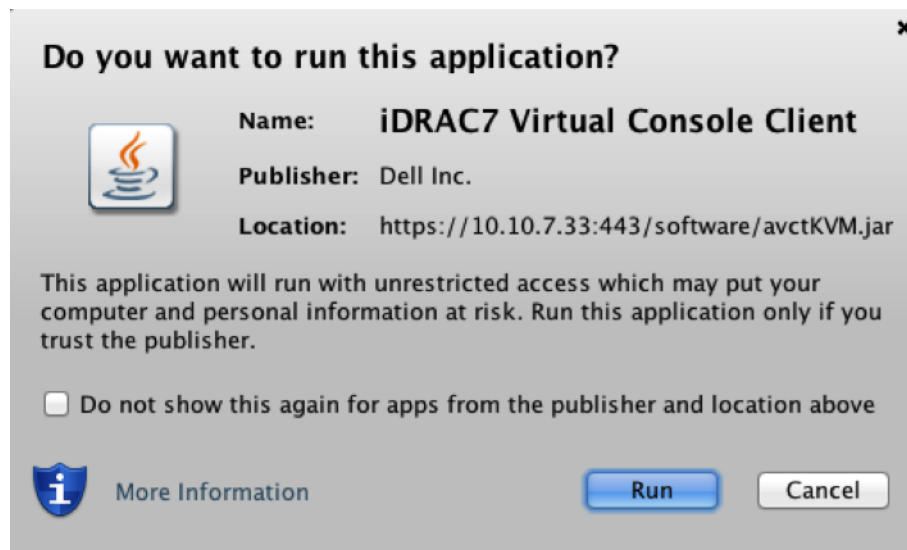 Do you want to run this application?
Name: iDRAC7 Virtual Console Client
Publisher: Dell Inc.
Location: https://10.10.7.33:443/software/avctKVM.jar
This application will run with unrestricted access which may put your
computer and personal information at risk. Run this application only if you
trust the publisher.
Do not show this again for apps from the publisher and location above
More Information
Run
Cancel